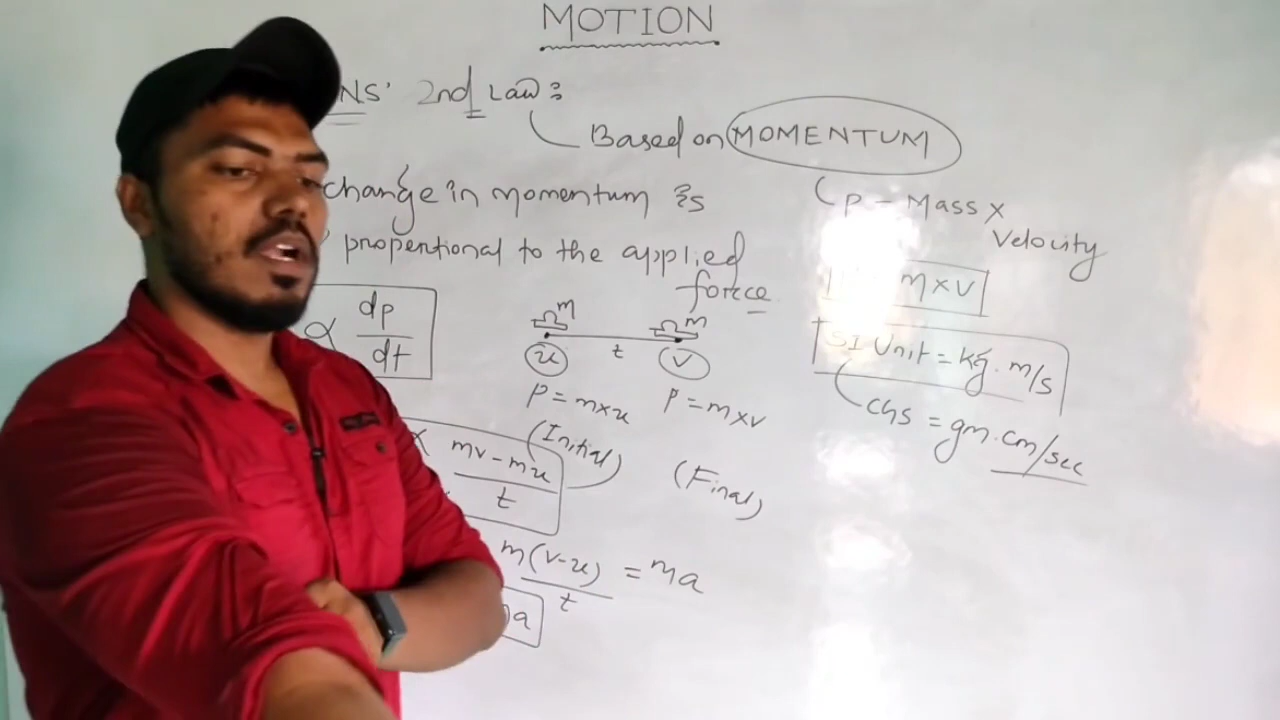 MOTION
NS' 2nd Law:
Based on MOMENTUM
change in momentum is
propentional to the applied
force
(P - Mass x
Velocity
m x v
SI Unit = kg. m/s
CGS = gm. cm/sec
∝ dp/dt
m m
u t v
P = m x u P = m x v
(Initial) (Final)
∝ mv - mu / t
m(v-u) / t = ma
a